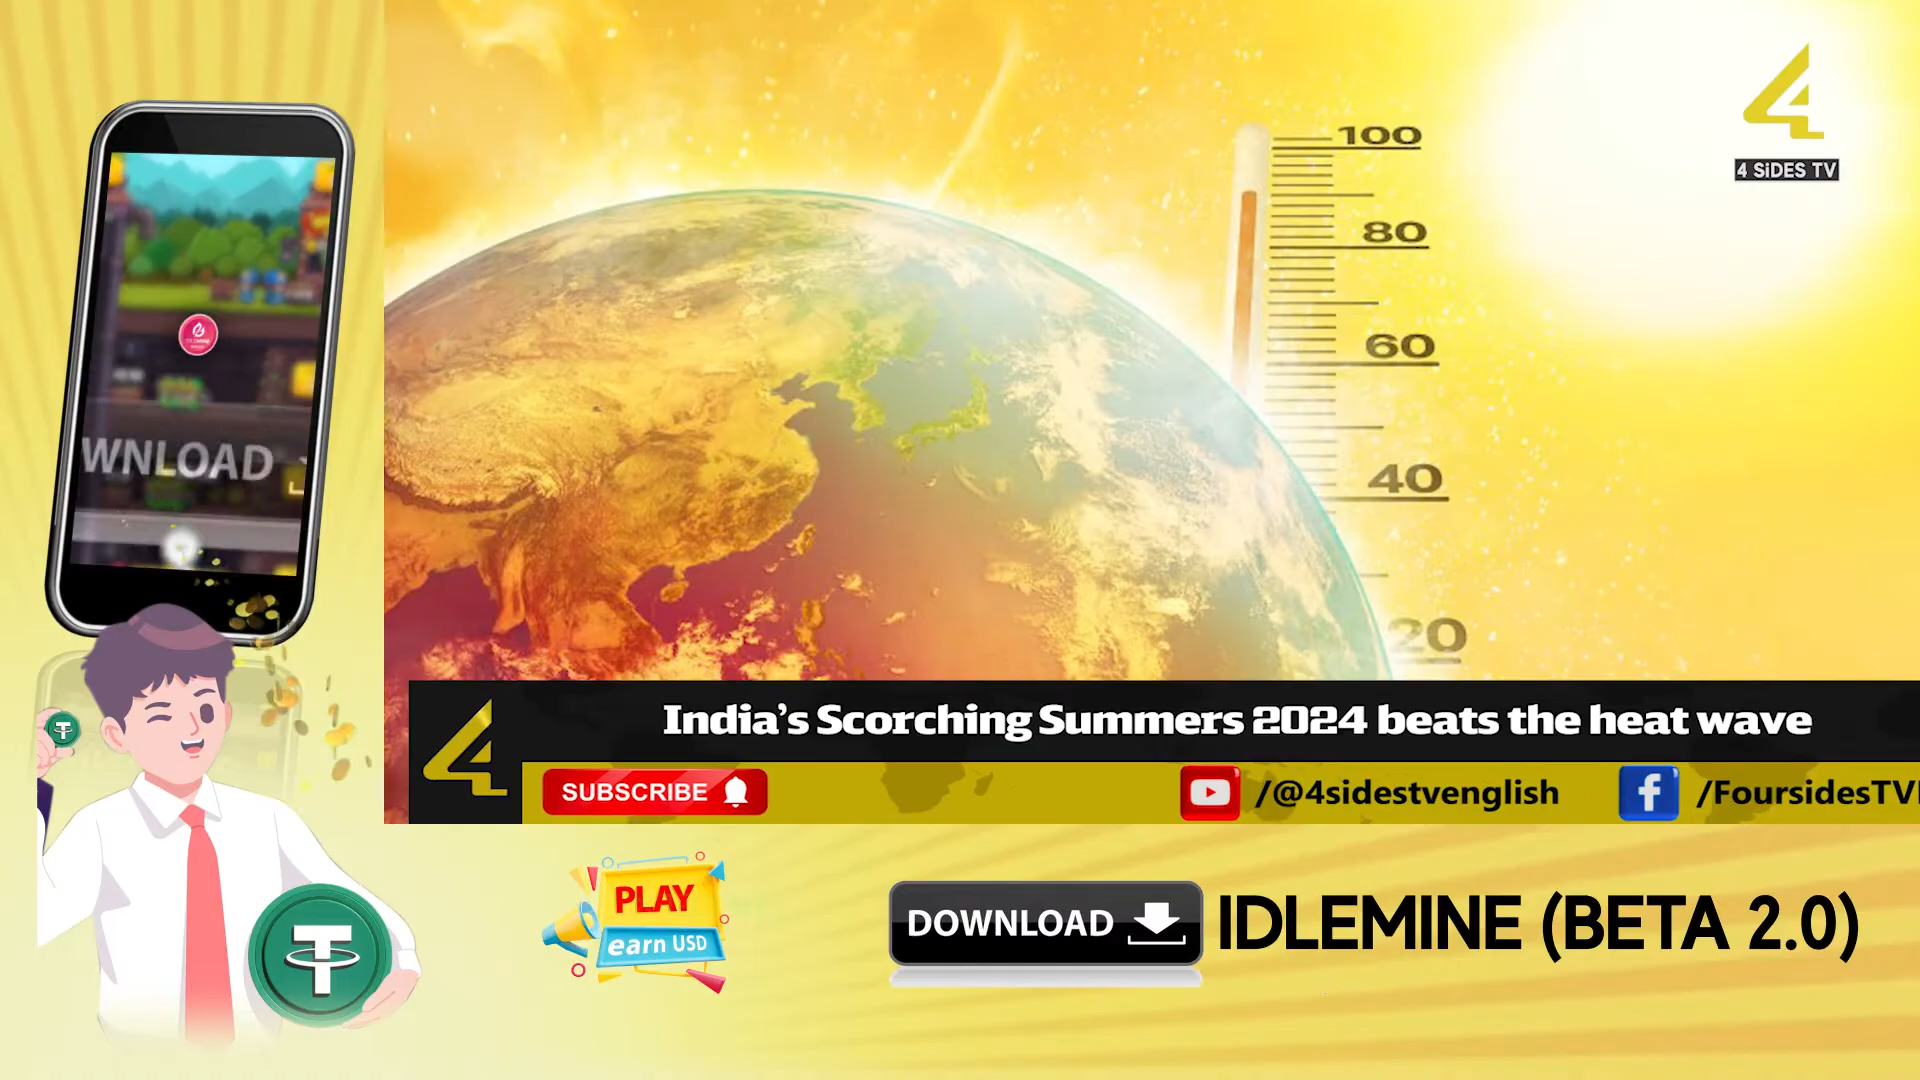 4 SiDES TV
100
80
60
40
20
WNLOAD
India's Scorching Summers 2024 beats the heat wave
SUBSCRIBE
/@4sidestvenglish
/FoursidesTV
PLAY
earn USD
DOWNLOAD
IDLEMINE (BETA 2.0)